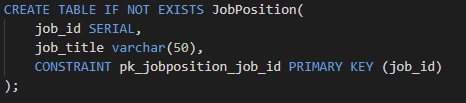 CREATE TABLE IF NOT EXISTS JobPosition(
    job_id SERIAL,
    job_title varchar(50),
    CONSTRAINT pk_jobposition_job_id PRIMARY KEY (job_id)
);